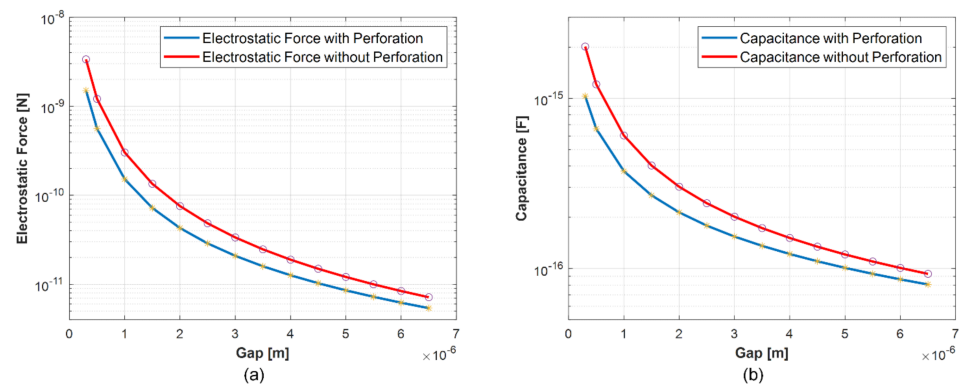 10^-8
Electrostatic Force with Perforation
Electrostatic Force without Perforation
10^-9
10^-10
10^-11
Electrostatic Force [N]
0 1 2 3 4 5 6 7
Gap [m]
×10^-6
(a)
Capacitance with Perforation
Capacitance without Perforation
10^-15
10^-16
Capacitance [F]
0 1 2 3 4 5 6 7
Gap [m]
×10^-6
(b)